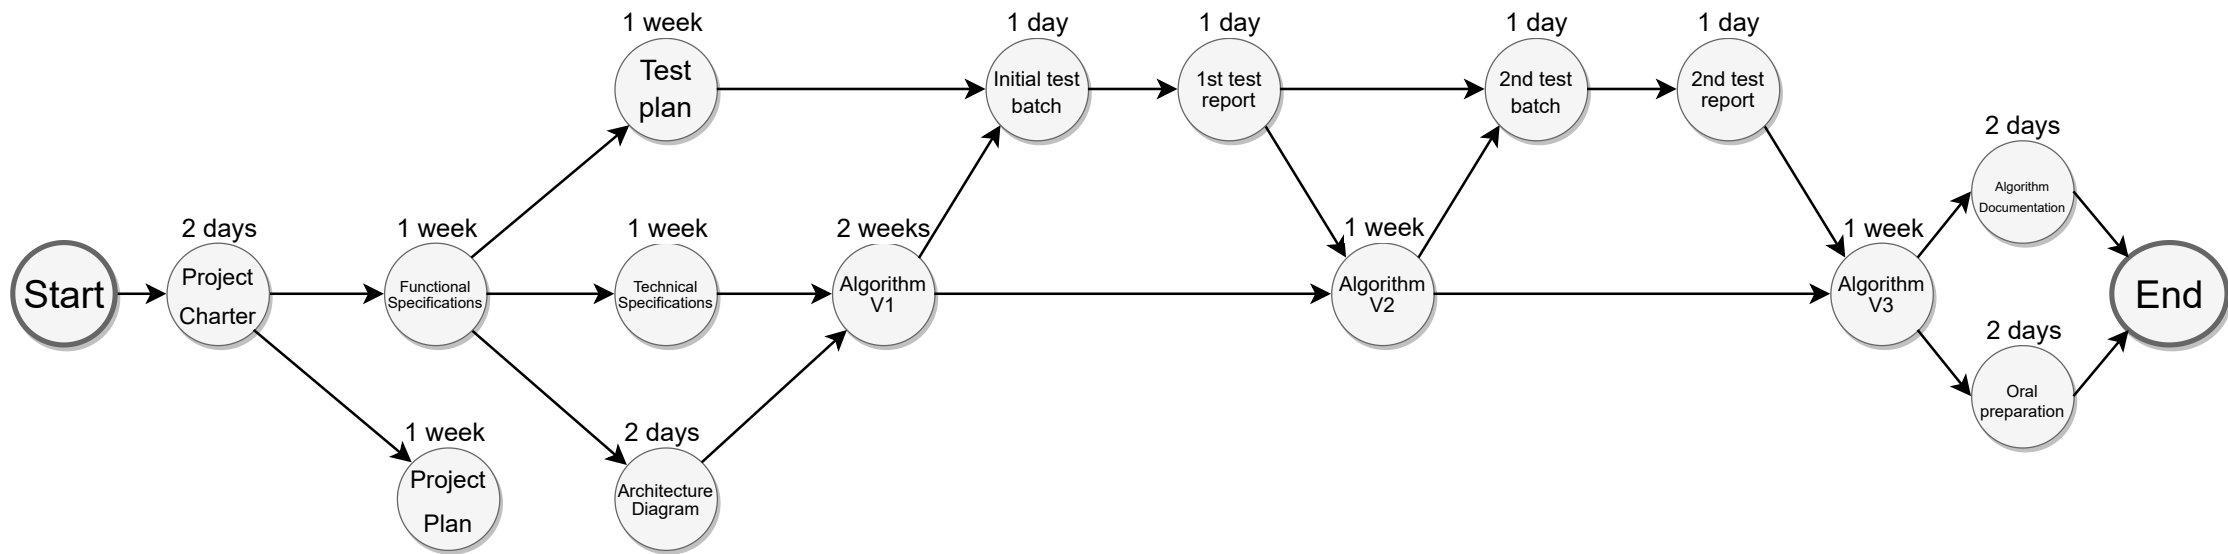 1 week
1 day
1 day
1 day
1 day
Test
plan
Initial test
batch
1st test
report
2nd test
batch
2nd test
report
2 days
Algorithm
Documentation
2 days
1 week
1 week
2 weeks
1 week
1 week
Start
Project
Charter
Functional
Specifications
Technical
Specifications
Algorithm
V1
Algorithm
V2
Algorithm
V3
End
1 week
2 days
2 days
Project
Plan
Architecture
Diagram
Oral
preparation